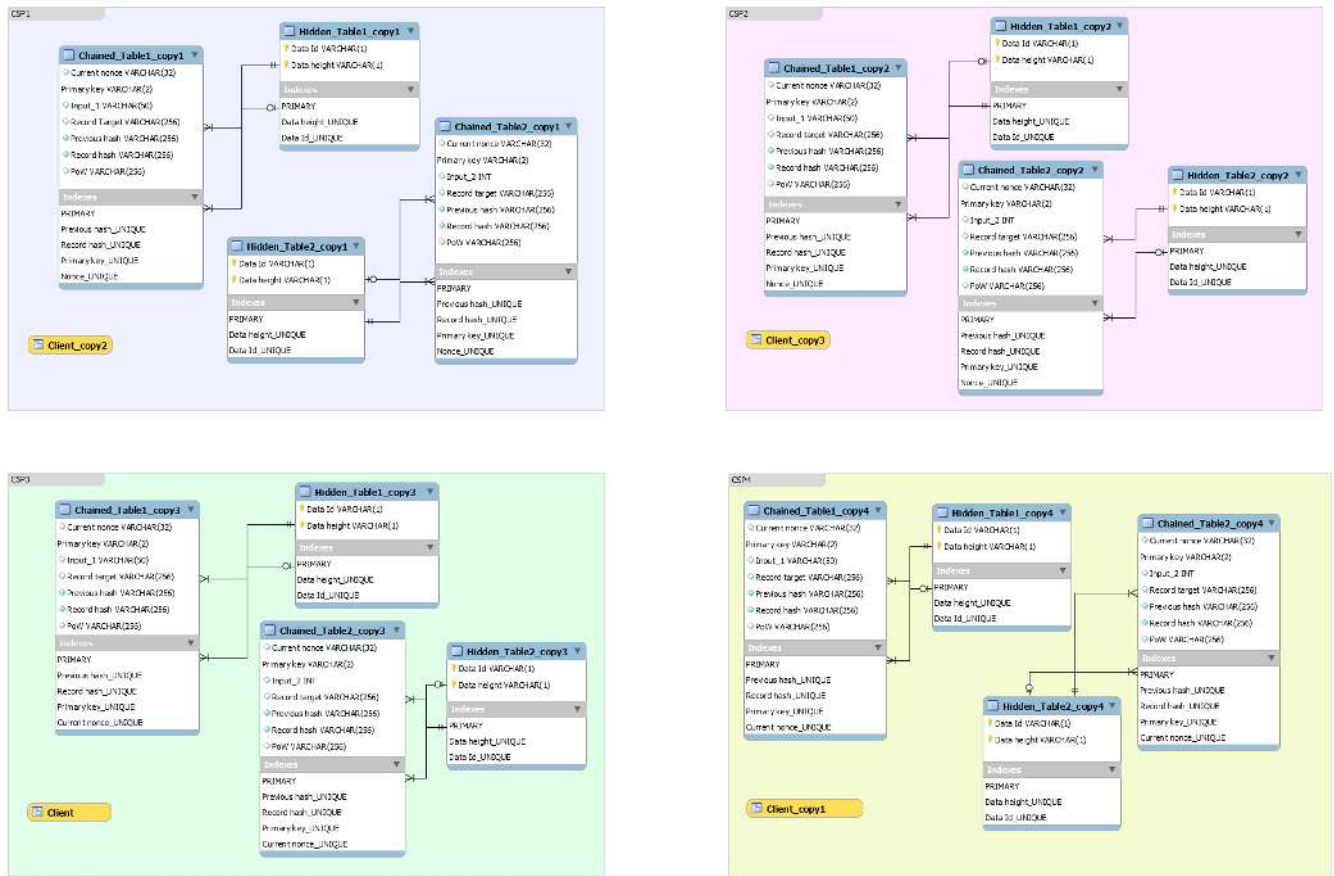 CSP1
Chained_Table1_copy1
Current nonce VARCHAR(32)
Primary key VARCHAR(2)
Input_1 VARCHAR(50)
Record Target VARCHAR(256)
Previous hash VARCHAR(256)
Record hash VARCHAR(256)
PoW VARCHAR(256)
Indexes
PRIMARY
Previous hash_UNIQUE
Record hash_UNIQUE
Primary key_UNIQUE
Nonce_UNIQUE
Hidden_Table1_copy1
Data Id VARCHAR(1)
Data height VARCHAR(1)
Indexes
PRIMARY
Data height_UNIQUE
Data Id_UNIQUE
Chained_Table2_copy1
Current nonce VARCHAR(32)
Primary key VARCHAR(2)
Input_2 INT
Record target VARCHAR(256)
Previous hash VARCHAR(256)
Record hash VARCHAR(256)
PoW VARCHAR(256)
Indexes
PRIMARY
Previous hash_UNIQUE
Record hash_UNIQUE
Primary key_UNIQUE
Nonce_UNIQUE
Hidden_Table2_copy1
Data Id VARCHAR(1)
Data height VARCHAR(1)
Indexes
PRIMARY
Data height_UNIQUE
Data Id_UNIQUE
Client_copy2
CSP2
Chained_Table1_copy2
Current nonce VARCHAR(32)
Primary key VARCHAR(2)
Input_1 VARCHAR(50)
Record target VARCHAR(256)
Previous hash VARCHAR(256)
Record hash VARCHAR(256)
PoW VARCHAR(256)
Indexes
PRIMARY
Previous hash_UNIQUE
Record hash_UNIQUE
Primary key_UNIQUE
Nonce_UNIQUE
Hidden_Table1_copy2
Data Id VARCHAR(1)
Data height VARCHAR(1)
Indexes
PRIMARY
Data height_UNIQUE
Data Id_UNIQUE
Chained_Table2_copy2
Current nonce VARCHAR(32)
Primary key VARCHAR(2)
Input_2 INT
Record target VARCHAR(256)
Previous hash VARCHAR(256)
Record hash VARCHAR(256)
PoW VARCHAR(256)
Indexes
PRIMARY
Previous hash_UNIQUE
Record hash_UNIQUE
Primary key_UNIQUE
Nonce_UNIQUE
Hidden_Table2_copy2
Data Id VARCHAR(1)
Data height VARCHAR(1)
Indexes
PRIMARY
Data height_UNIQUE
Data Id_UNIQUE
Client_copy3
CSP3
Chained_Table1_copy3
Current nonce VARCHAR(32)
Primary key VARCHAR(2)
Input_1 VARCHAR(50)
Record target VARCHAR(256)
Previous hash VARCHAR(256)
Record hash VARCHAR(256)
PoW VARCHAR(256)
Indexes
PRIMARY
Previous hash_UNIQUE
Record hash_UNIQUE
Primary key_UNIQUE
Current nonce_UNIQUE
Hidden_Table1_copy3
Data Id VARCHAR(1)
Data height VARCHAR(1)
Indexes
PRIMARY
Data height_UNIQUE
Data Id_UNIQUE
Chained_Table2_copy3
Current nonce VARCHAR(32)
Primary key VARCHAR(2)
Input_2 INT
Record target VARCHAR(256)
Previous hash VARCHAR(256)
Record hash VARCHAR(256)
PoW VARCHAR(256)
Indexes
PRIMARY
Previous hash_UNIQUE
Record hash_UNIQUE
Primary key_UNIQUE
Current nonce_UNIQUE
Hidden_Table2_copy3
Data Id VARCHAR(1)
Data height VARCHAR(1)
Indexes
PRIMARY
Data height_UNIQUE
Data Id_UNIQUE
Client
CSP4
Chained_Table1_copy4
Current nonce VARCHAR(32)
Primary key VARCHAR(2)
Input_1 VARCHAR(50)
Record target VARCHAR(256)
Previous hash VARCHAR(256)
Record hash VARCHAR(256)
PoW VARCHAR(256)
Indexes
PRIMARY
Previous hash_UNIQUE
Record hash_UNIQUE
Primary key_UNIQUE
Current nonce_UNIQUE
Hidden_Table1_copy4
Data Id VARCHAR(1)
Data height VARCHAR(1)
Indexes
PRIMARY
Data height_UNIQUE
Data Id_UNIQUE
Chained_Table2_copy4
Current nonce VARCHAR(32)
Primary key VARCHAR(2)
Input_2 INT
Record target VARCHAR(256)
Previous hash VARCHAR(256)
Record hash VARCHAR(256)
PoW VARCHAR(256)
Indexes
PRIMARY
Previous hash_UNIQUE
Record hash_UNIQUE
Primary key_UNIQUE
Current nonce_UNIQUE
Hidden_Table2_copy4
Data Id VARCHAR(1)
Data height VARCHAR(1)
Indexes
PRIMARY
Data height_UNIQUE
Data Id_UNIQUE
Client_copy1